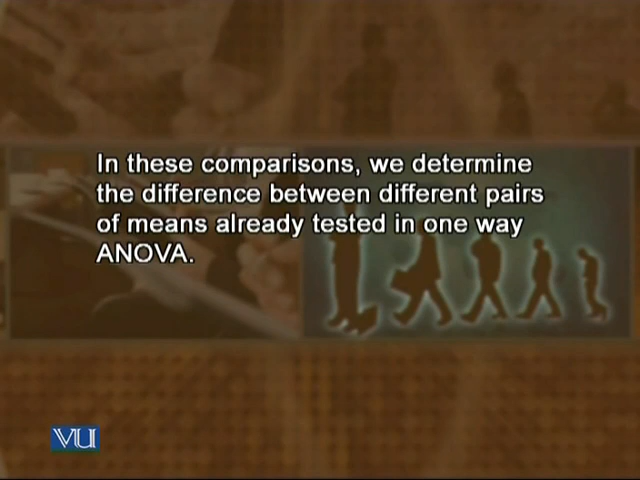 In these comparisons, we determine
the difference between different pairs
of means already tested in one way
ANOVA.
VU